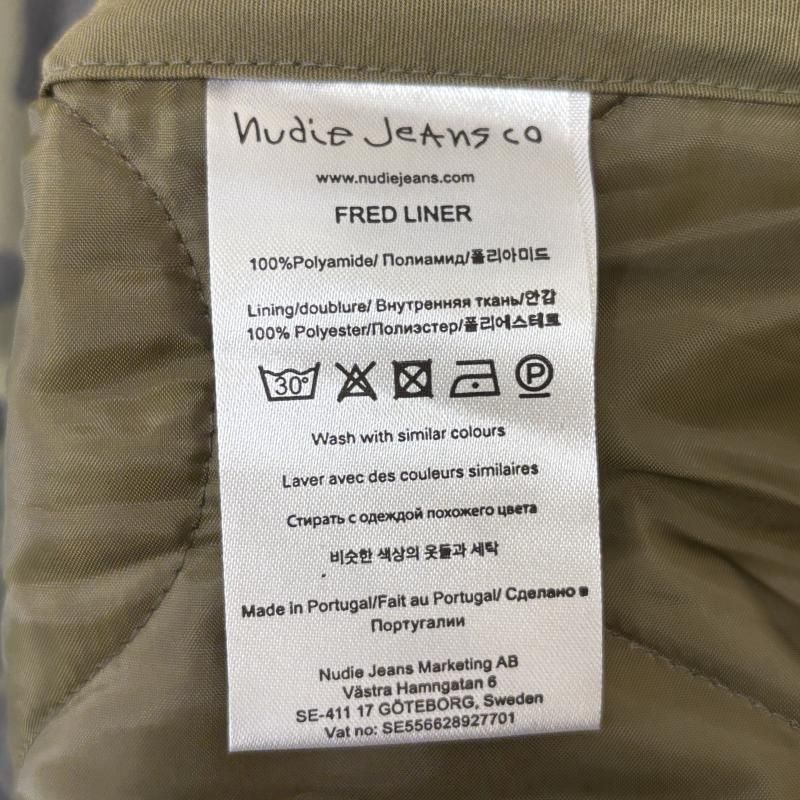 Nudie Jeans co
www.nudiejeans.com
FRED LINER
100%Polyamide/ Полиамид/폴리아미드
Lining/doublure/ Внутренняя ткань/안감
100% Polyester/Полиэстер/폴리에스테르
30° P
Wash with similar colours
Laver avec des couleurs similaires
Стирать с одеждой похожего цвета
비슷한 색상의 옷들과 세탁
Made in Portugal/Fait au Portugal/ Сделано в
Португалии
Nudie Jeans Marketing AB
Västra Hamngatan 6
SE-411 17 GÖTEBORG, Sweden
Vat no: SE556628927701